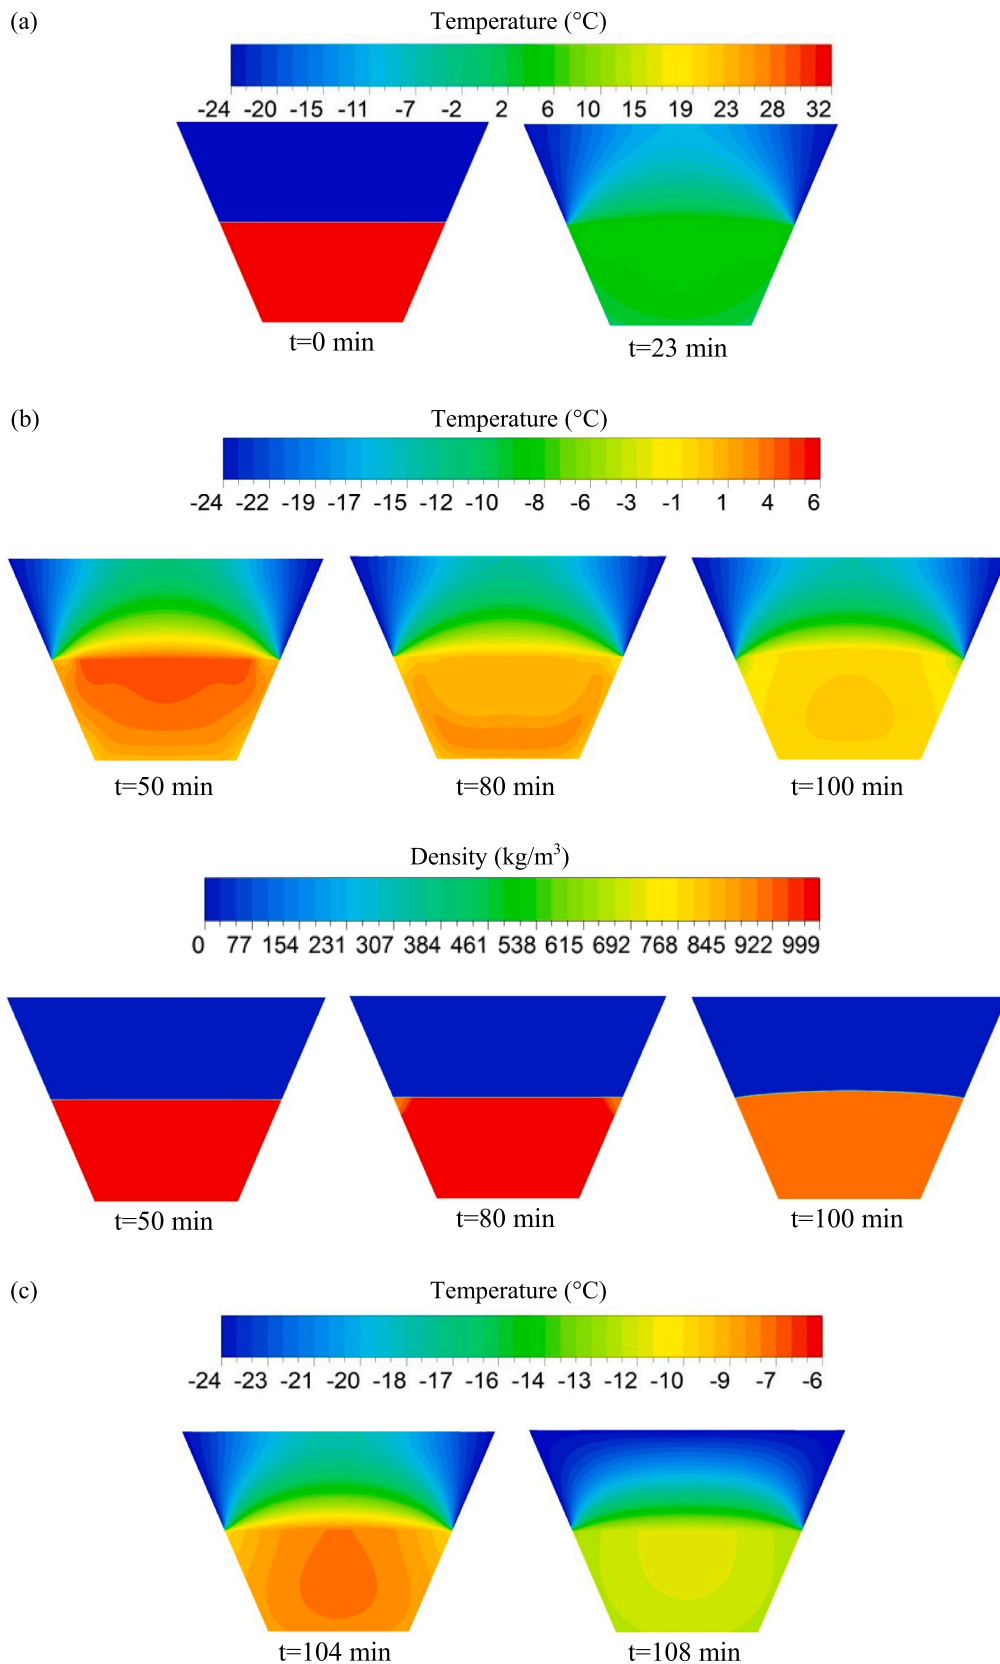 (a)
Temperature (°C)
-24 -20 -15 -11 -7 -2 2 6 10 15 19 23 28 32
t=0 min
t=23 min
(b)
Temperature (°C)
-24 -22 -19 -17 -15 -12 -10 -8 -6 -3 -1 1 4 6
t=50 min
t=80 min
t=100 min
Density (kg/m³)
0 77 154 231 307 384 461 538 615 692 768 845 922 999
t=50 min
t=80 min
t=100 min
(c)
Temperature (°C)
-24 -23 -21 -20 -18 -17 -16 -14 -13 -12 -10 -9 -7 -6
t=104 min
t=108 min